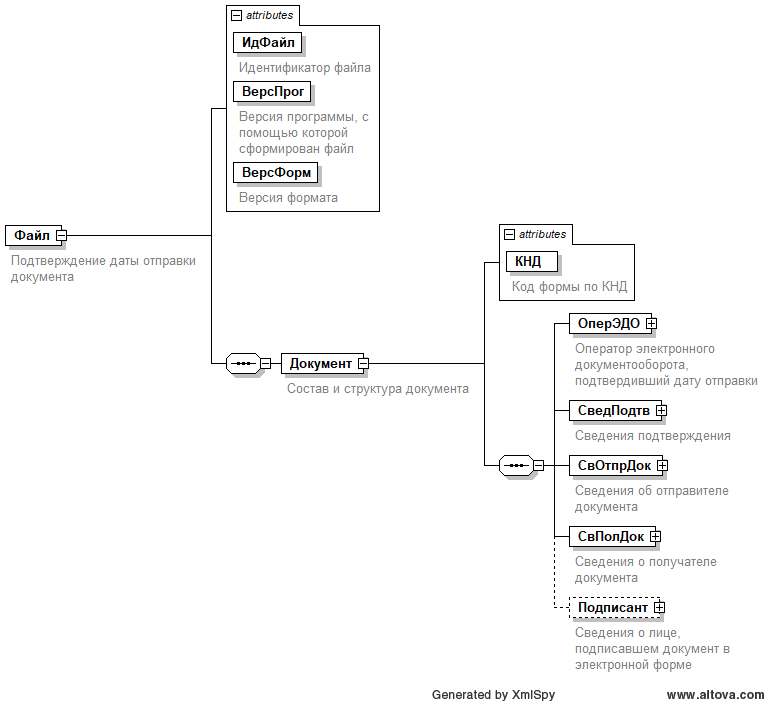 attributes
ИдФайл
Идентификатор файла
ВерсПрог
Версия программы, с
помощью которой
сформирован файл
ВерсФорм
Версия формата
Файл
Подтверждение даты отправки
документа
attributes
КНД
Код формы по КНД
Документ
Состав и структура документа
ОперЭДО
Оператор электронного
документооборота,
подтвердивший дату отправки
СведПодтв
Сведения подтверждения
СвОтпрДок
Сведения об отправителе
документа
СвПолДок
Сведения о получателе
документа
Подписант
Сведения о лице,
подписавшем документ в
электронной форме
Generated by XmlSpy
www.altova.com